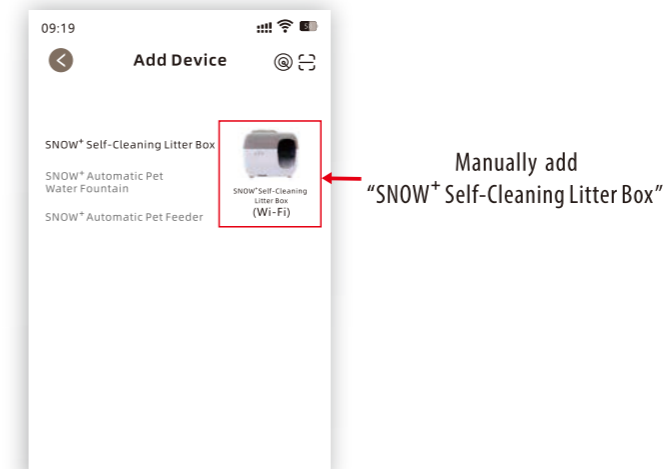 09:19
Add Device
SNOW⁺ Self-Cleaning Litter Box
SNOW⁺ Automatic Pet
Water Fountain
SNOW⁺ Automatic Pet Feeder
SNOW⁺Self-Cleaning
Litter Box
(Wi-Fi)
Manually add
“SNOW⁺ Self-Cleaning Litter Box”